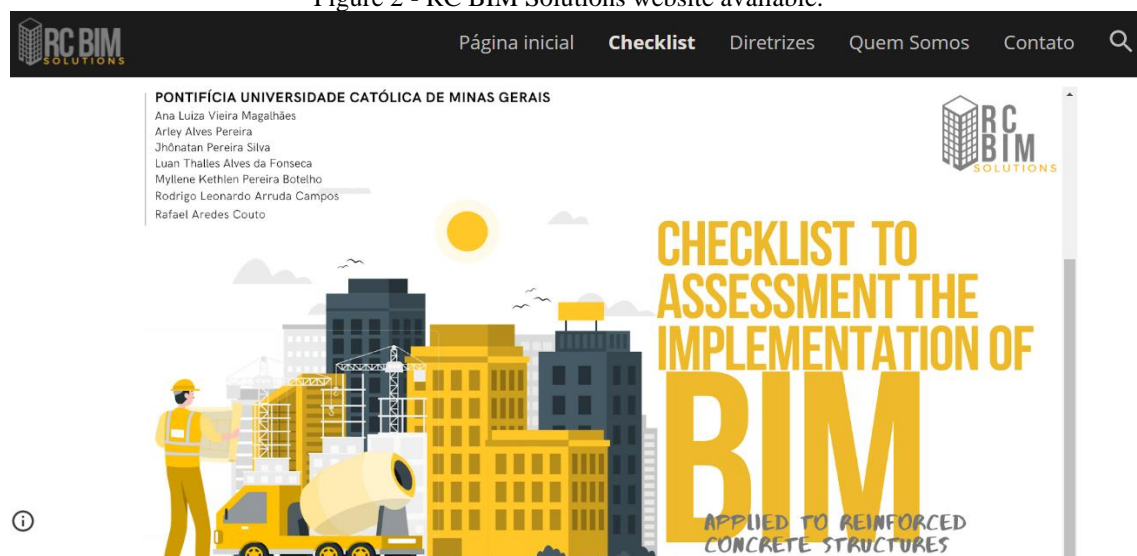 Figure 2 - RC BIM Solutions website available.
RC BIM
SOLUTIONS
Página inicial Checklist Diretrizes Quem Somos Contato
PONTIFÍCIA UNIVERSIDADE CATÓLICA DE MINAS GERAIS
Ana Luiza Vieira Magalhães
Arley Alves Pereira
Jhônatan Pereira Silva
Luan Thalles Alves da Fonseca
Myllene Kethlen Pereira Botelho
Rodrigo Leonardo Arruda Campos
Rafael Aredes Couto
RC
BIM
SOLUTIONS
CHECKLIST TO
ASSESSMENT THE
IMPLEMENTATION OF
BIM
APPLIED TO REINFORCED
CONCRETE STRUCTURES